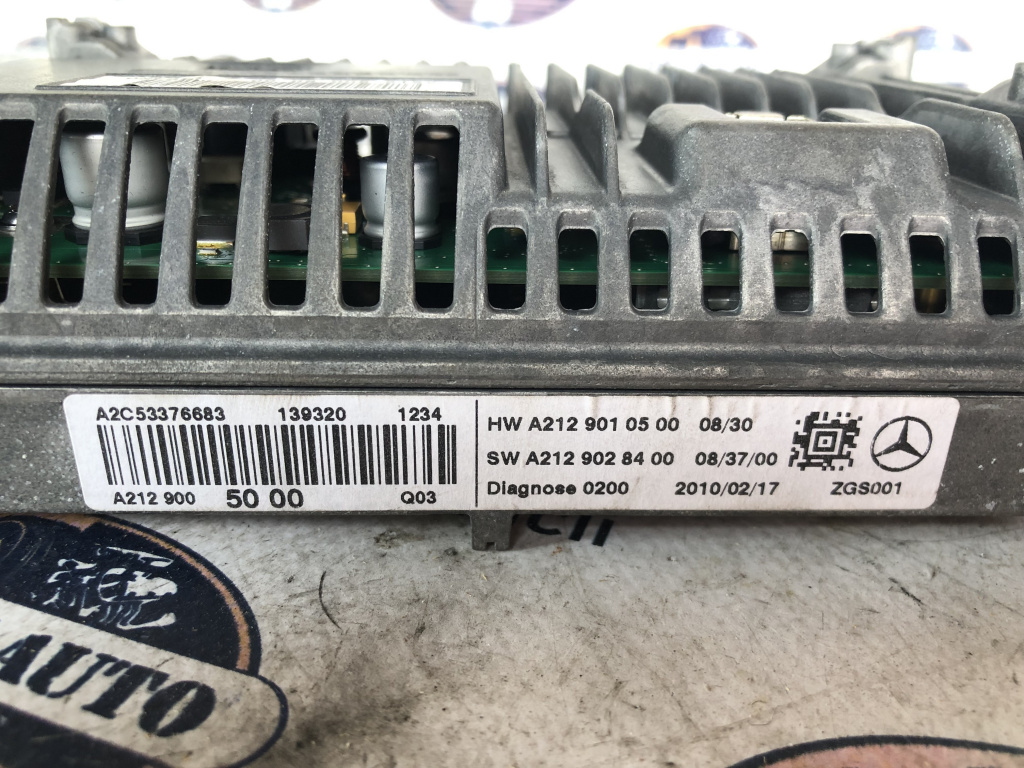 A2C53376683 139320 1234
A212 900 50 00 Q03
HW A212 901 05 00 08/30
SW A212 902 84 00 08/37/00
Diagnose 0200 2010/02/17 ZGS001
AUTO